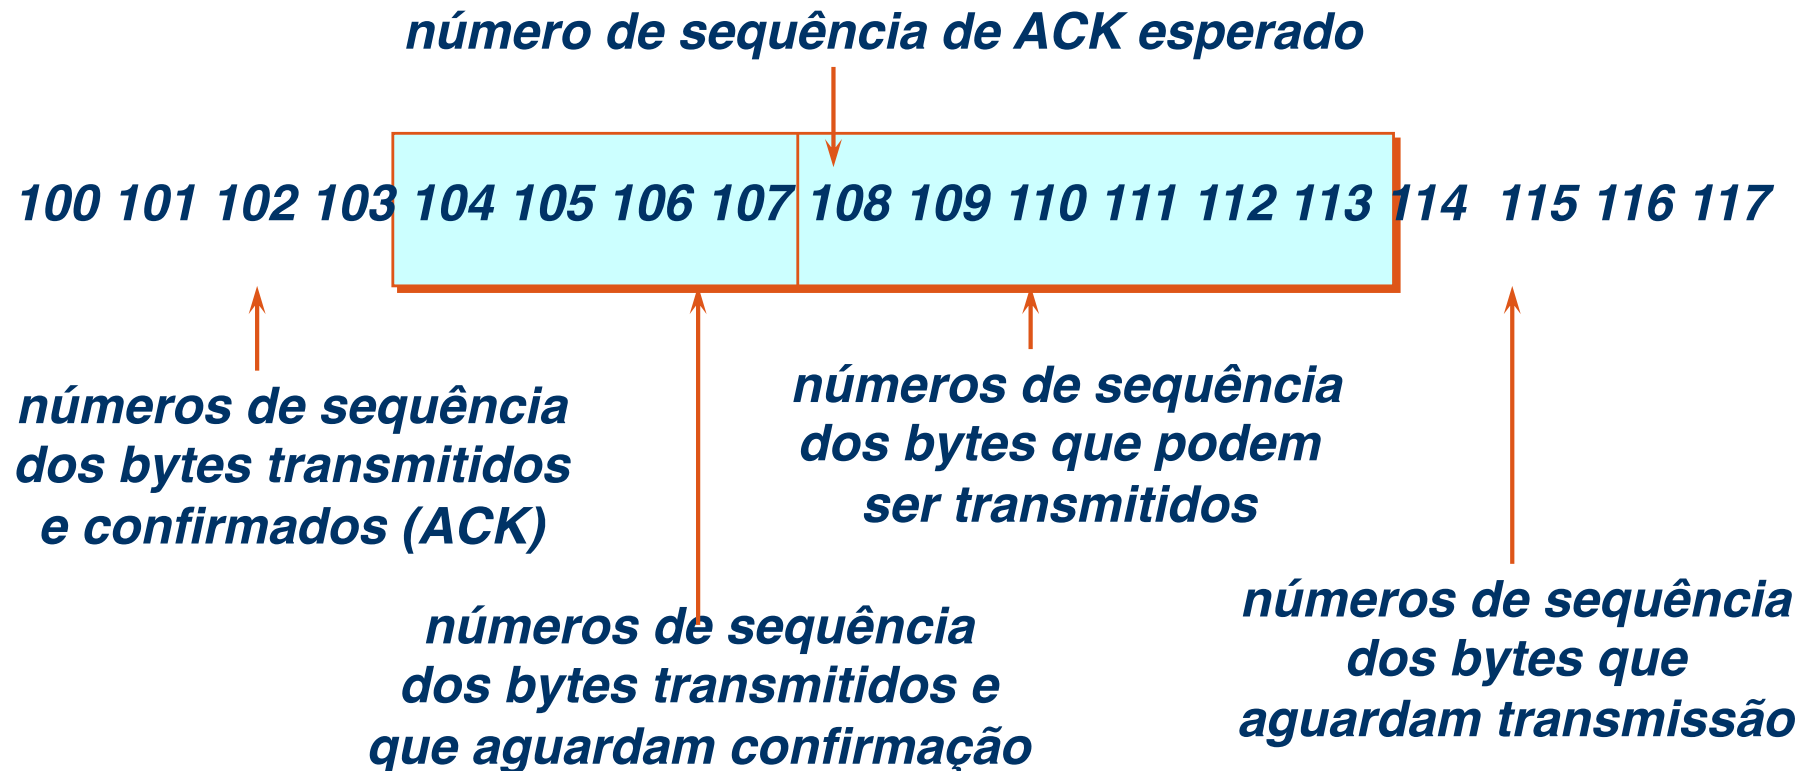 número de sequência de ACK esperado
100 101 102 103 104 105 106 107 108 109 110 111 112 113 114 115 116 117
números de sequência
dos bytes transmitidos
e confirmados (ACK)
números de sequência
dos bytes transmitidos e
que aguardam confirmação
números de sequência
dos bytes que podem
ser transmitidos
números de sequência
dos bytes que
aguardam transmissão